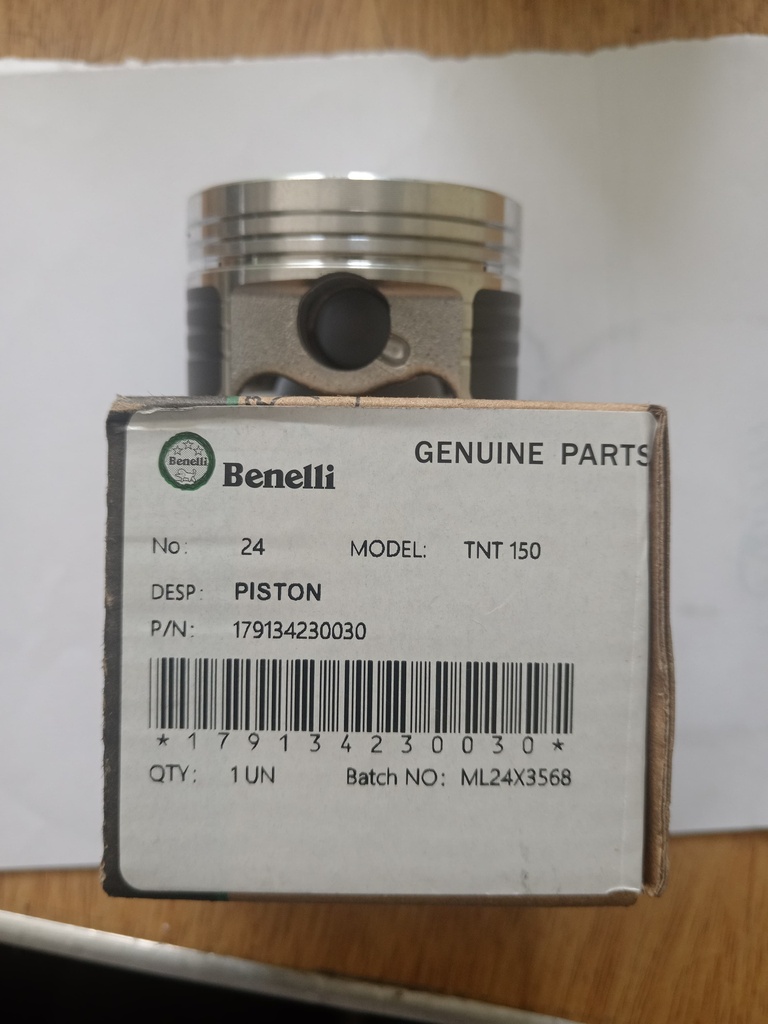 Benelli
Benelli
GENUINE PARTS
No: 24 MODEL: TNT 150
DESP: PISTON
P/N: 179134230030
*179134230030*
QTY: 1 UN Batch NO: ML24X3568